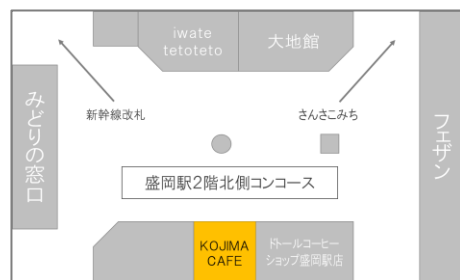 iwate
tetoteto
大地館
みどりの窓口
新幹線改札
さんさこみち
フェザン
盛岡駅2階北側コンコース
KOJIMA
CAFE
ドトールコーヒー
ショップ盛岡駅店